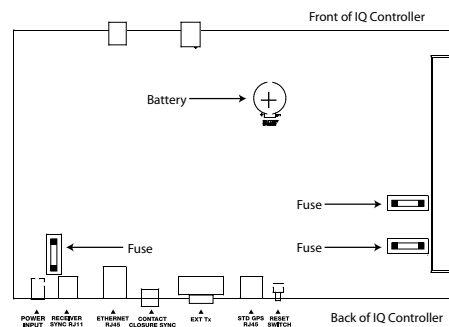 Front of IQ Controller
Battery
Fuse
Fuse
Fuse
Back of IQ Controller
POWER INPUT
RECEIVER SYNC RJ11
ETHERNET RJ45
CONTACT CLOSURE SYNC
EXT Tx
STD GPS RJ45
RESET SWITCH